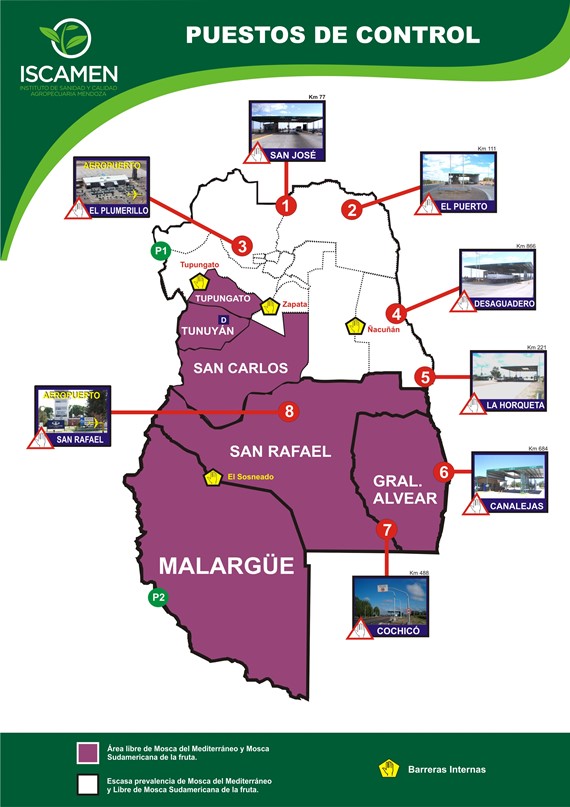 PUESTOS DE CONTROL
ISCAMEN
INSTITUTO DE SANIDAD Y CALIDAD
AGROPECUARIA MENDOZA
Km 77
SAN JOSÉ
Km 111
EL PUERTO
AEROPUERTO
EL PLUMERILLO
1
2
3
P1
Km 866
DESAGUADERO
Tupungato
TUPUNGATO
Zapata
D
TUNUYÁN
Ñacuñán
4
SAN CARLOS
Km 221
LA HORQUETA
5
AEROPUERTO
SAN RAFAEL
8
SAN RAFAEL
Km 684
CANALEJAS
6
El Sosneado
GRAL.
ALVEAR
7
MALARGÜE
P2
Km 488
COCHICÓ
Área libre de Mosca del Mediterráneo y Mosca
Sudamericana de la fruta.
Escasa prevalencia de Mosca del Mediterráneo
y Libre de Mosca Sudamericana de la fruta.
Barreras Internas